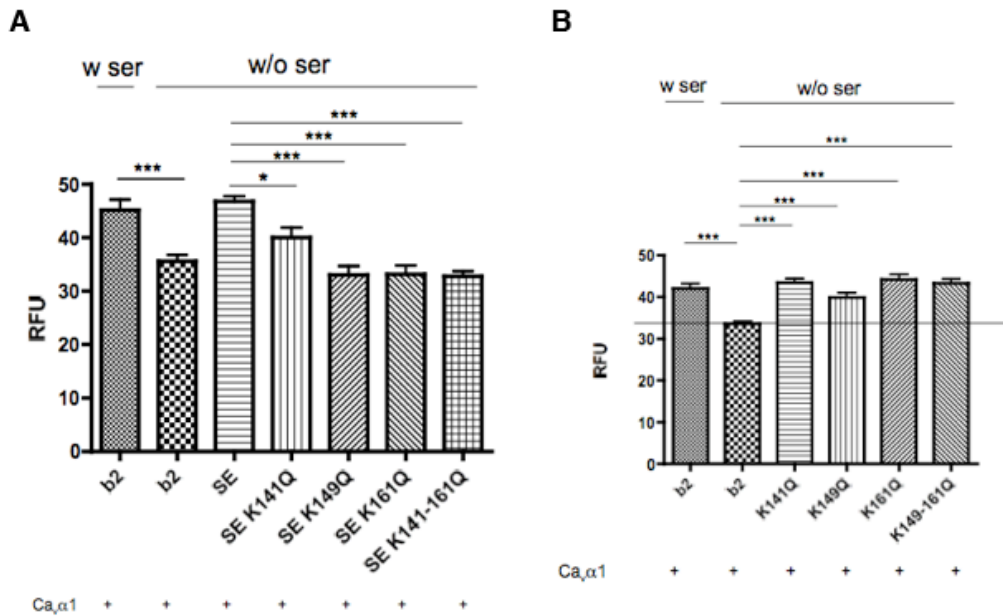 A
w ser
w/o ser
***
***
***
*
***
50
40
30
20
10
0
RFU
b2
b2
SE
SE K141Q
SE K149Q
SE K161Q
SE K141-161Q
Cavα1 + + + + + + +
B
w ser
w/o ser
***
***
***
***
***
50
40
30
20
10
0
RFU
b2
b2
K141Q
K149Q
K161Q
K149-161Q
Cavα1 + + + + + +